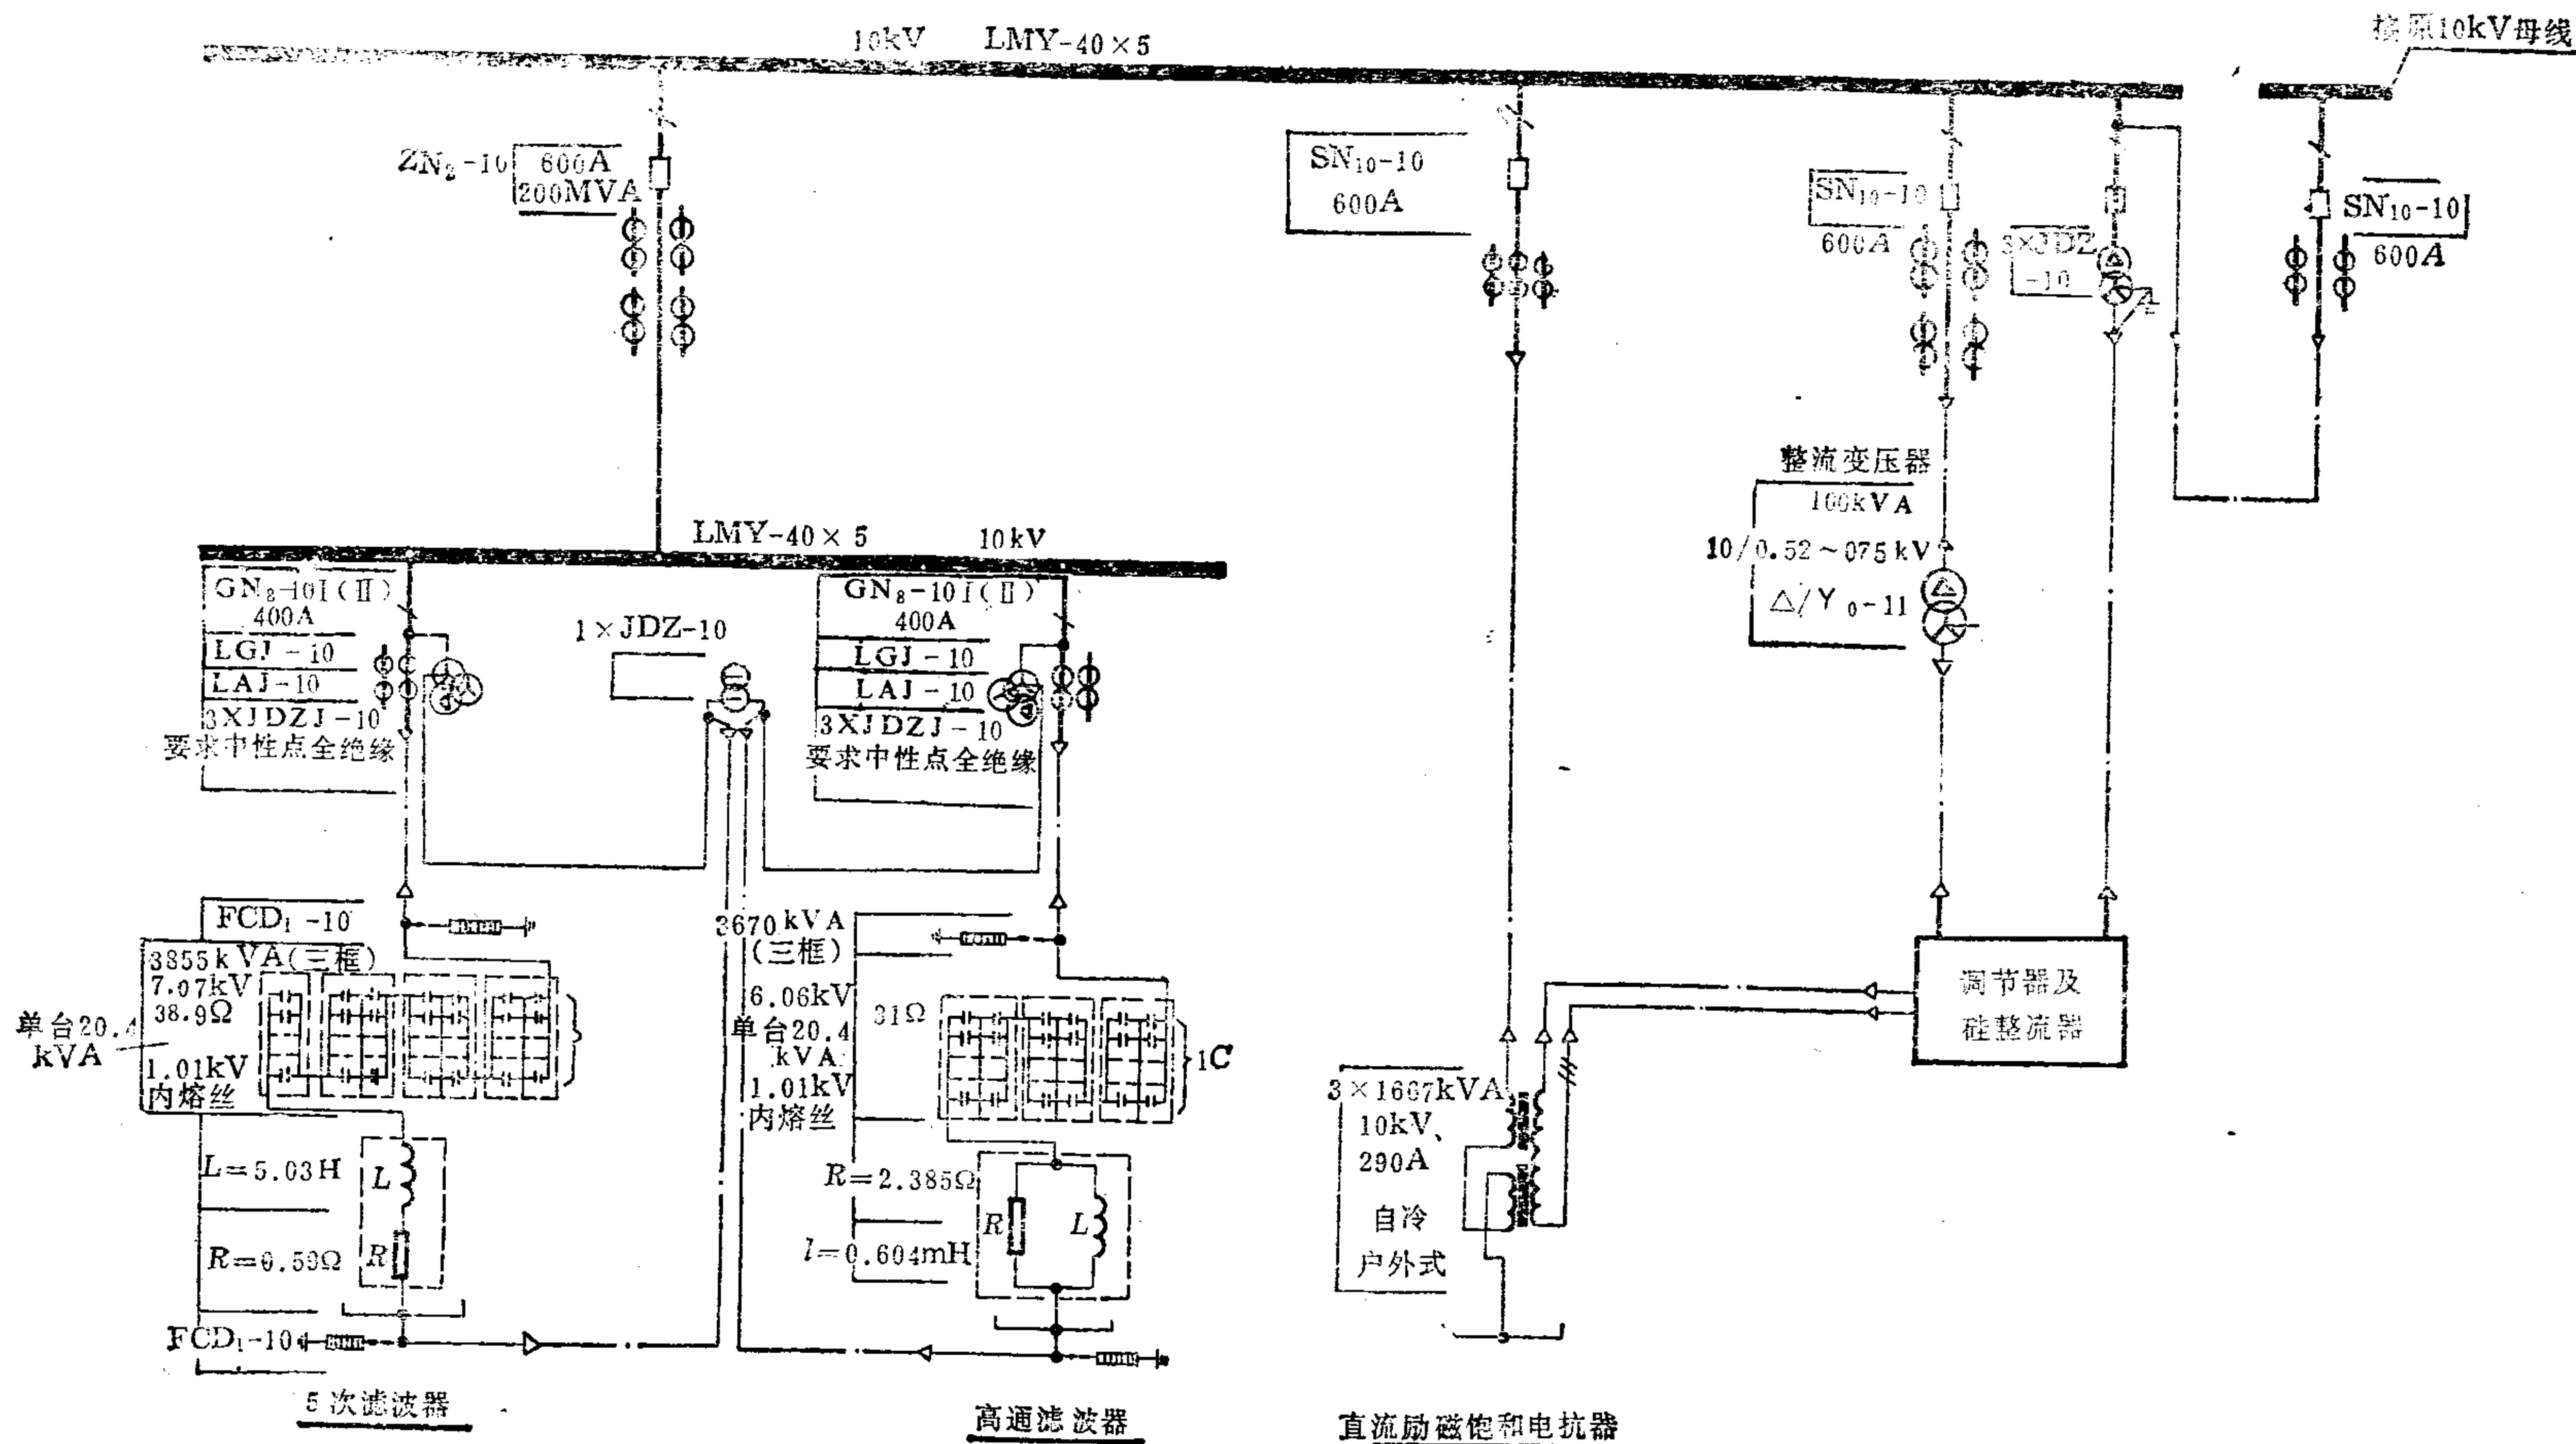 10kV LMY-40×5
接原10kV母线
ZN₂-10
600A
200MVA
SN₁₀-10
600A
SN₁₀-10
600A
3×JDZ
-10
SN₁₀-10
600A
整流变压器
100kVA
10/0.52~075kV
△/Y₀-11
LMY-40×5 10kV
GN₈-10I(Ⅱ)
400A
LGJ-10
LAJ-10
3XJDZJ-10
要求中性点全绝缘
1×JDZ-10
GN₈-10I(Ⅱ)
400A
LGJ-10
LAJ-10
3XJDZJ-10
要求中性点全绝缘
FCD₁-10
3855kVA(三框)
7.07kV
38.9Ω
单台20.4
kVA
1.01kV
内熔丝
L=5.03H
L
R=0.59Ω
R
FCD₁-10
5次滤波器
3670kVA
(三框)
6.06kV
31Ω
单台20.4
kVA
1.01kV
内熔丝
1C
R=2.385Ω
R
L
l=0.604mH
高通滤波器
3×1667kVA
10kV、
290A
自冷
户外式
直流励磁饱和电抗器
调节器及
硅整流器